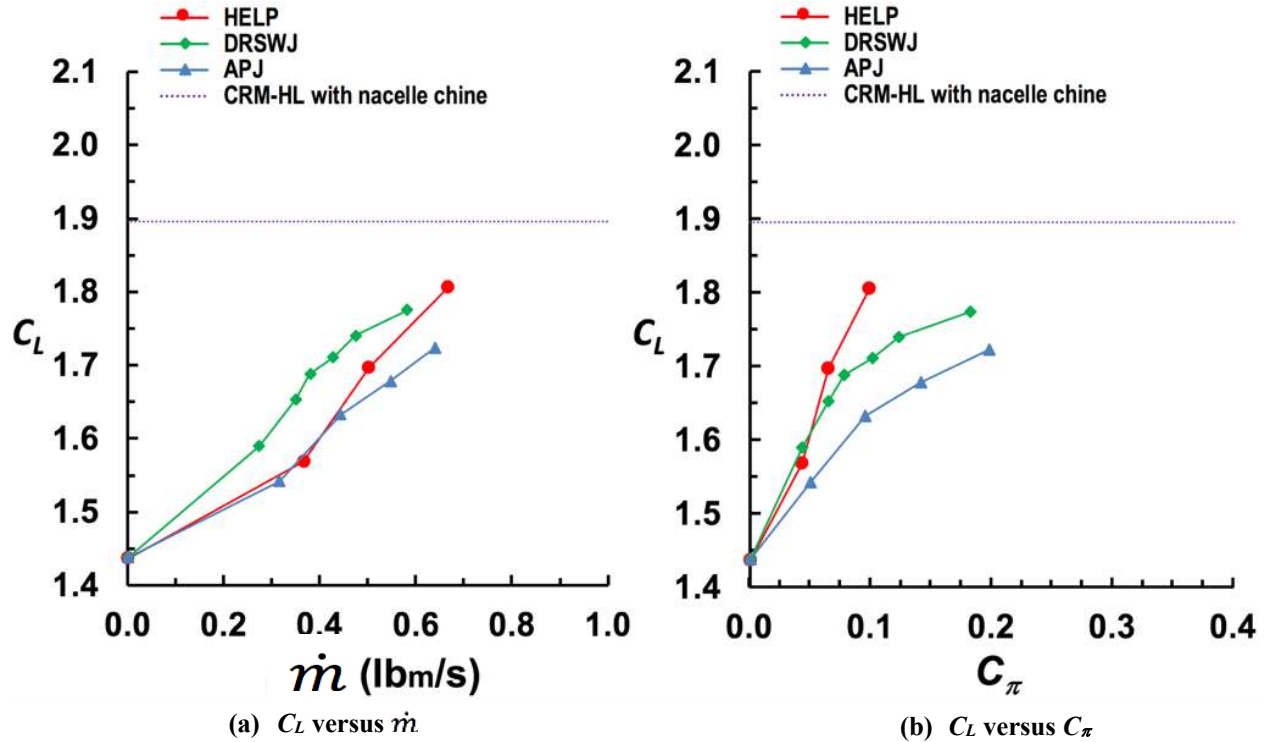 HELP
DRSWJ
APJ
CRM-HL with nacelle chine
2.1
2.0
1.9
1.8
1.7
1.6
1.5
1.4
C_L
0.0 0.2 0.4 0.6 0.8 1.0
ṁ (lbm/s)
(a) C_L versus ṁ
HELP
DRSWJ
APJ
CRM-HL with nacelle chine
2.1
2.0
1.9
1.8
1.7
1.6
1.5
1.4
C_L
0.0 0.1 0.2 0.3 0.4
C_π
(b) C_L versus C_π